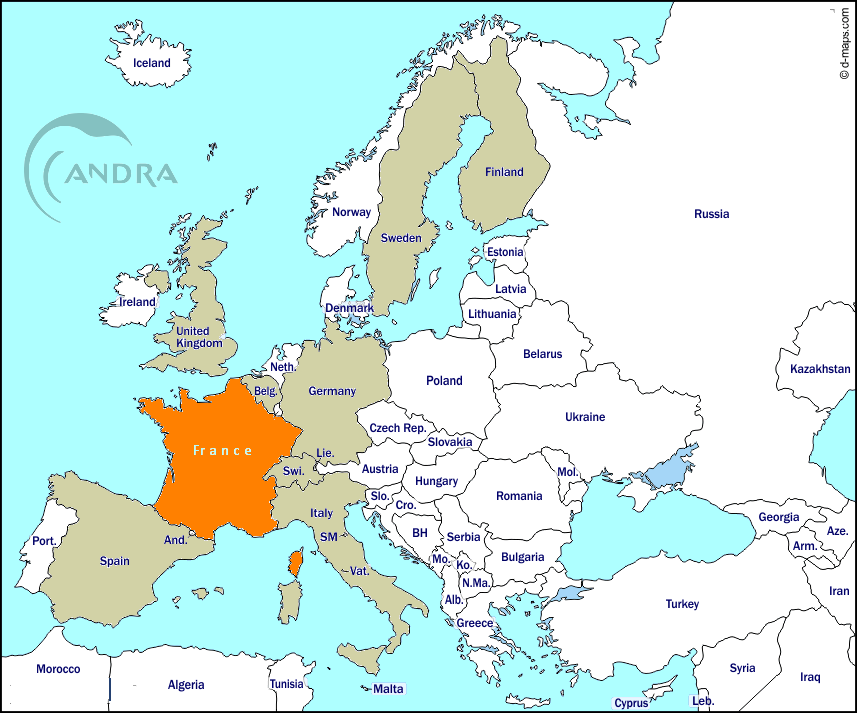 © d-maps.com
Iceland
ANDRA
Finland
Norway
Russia
Sweden
Estonia
Latvia
Ireland
Denmark
Lithuania
United
Kingdom
Belarus
Neth.
Kazakhstan
Poland
Belg.
Germany
Ukraine
Czech Rep.
Slovakia
France
Lie.
Swi.
Austria
Mol.
Hungary
Romania
Slo.
Cro.
Italy
Georgia
BH
Aze.
Port.
And.
SM
Serbia
Arm.
Spain
Mo.
Ko.
Bulgaria
Vat.
N.Ma.
Iran
Alb.
Turkey
Greece
Morocco
Syria
Iraq
Algeria
Tunisia
Malta
Cyprus
Leb.